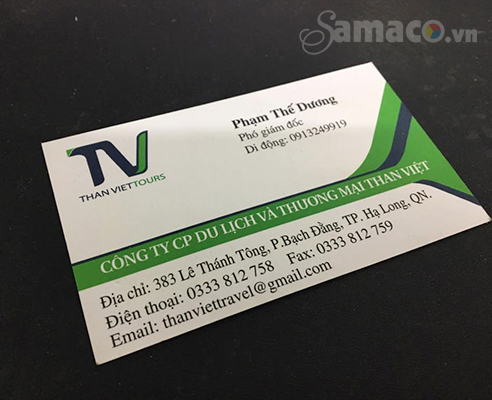 Samaco.vn
TV
THAN VIETTOURS
Phạm Thế Dương
Phó giám đốc
Di động: 0913249919
CÔNG TY CP DU LỊCH VÀ THƯƠNG MẠI THAN VIỆT
Địa chỉ: 383 Lê Thánh Tông, P.Bạch Đằng, TP. Hạ Long, QN.
Điện thoại: 0333 812 758 Fax: 0333 812 759
Email: thanviettravel@gmail.com